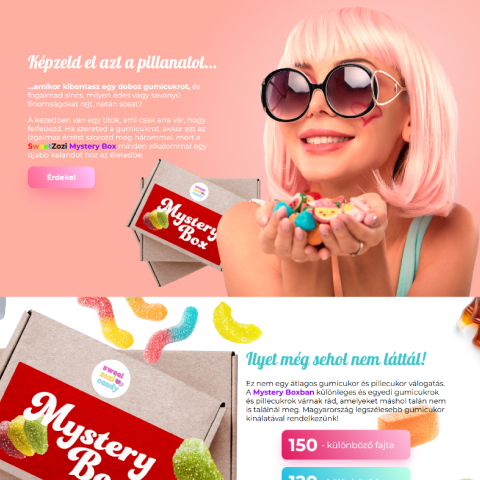 Képzeld el azt a pillanatot...
...amikor kibontasz egy doboz gumicukrot, és
fogalmad sincs, milyen édes vagy savanyú
finomságokat rejt, netán sósat?
A kezedben van egy titok, ami csak arra vár, hogy
felfedezd. Ha szereted a gumicukrot, akkor ezt az
izgalmas érzést szorozd meg hárommal, mert a
SweetZozi Mystery Box minden alkalommal egy
újabb kalandot hoz az életedbe.
Érdekel
sweet
zozi
candy
Mystery
Box
sweet
zozi
candy
Mystery
Box
Ilyet még sehol nem láttál!
Ez nem egy átlagos gumicukor és pillecukor válogatás.
A Mystery Boxban különleges és egyedi gumicukrok
és pillecukrok várnak rád, amelyeket máshol talán nem
is találnál meg. Magyarország legszélesebb gumicukor
kínálatával rendelkezünk!
150 - különböző fajta